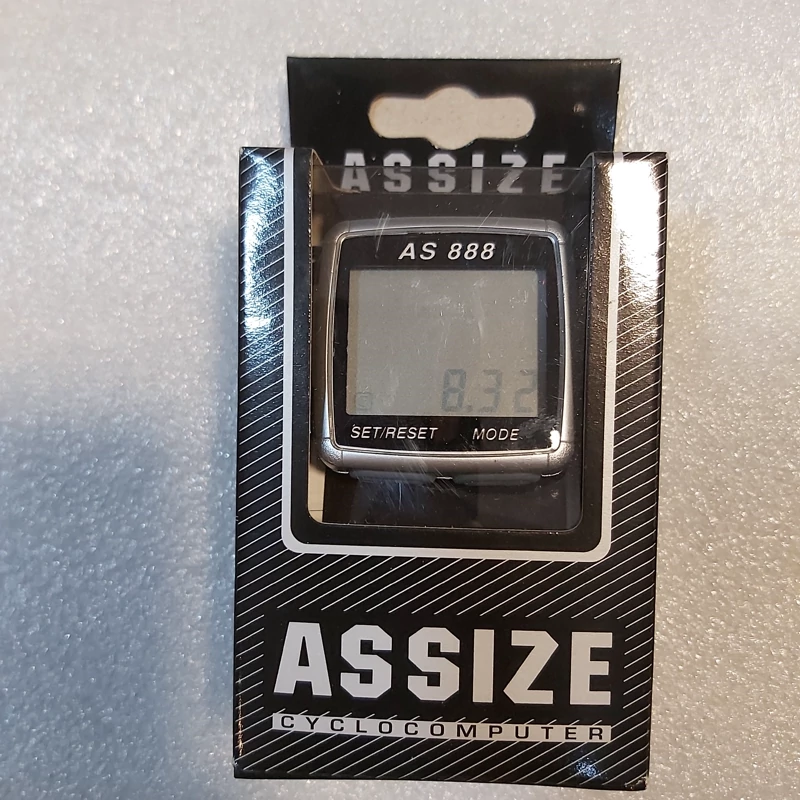 ASSIZE
AS 888
8.32
SET/RESET MODE
ASSIZE
CYCLOCOMPUTER